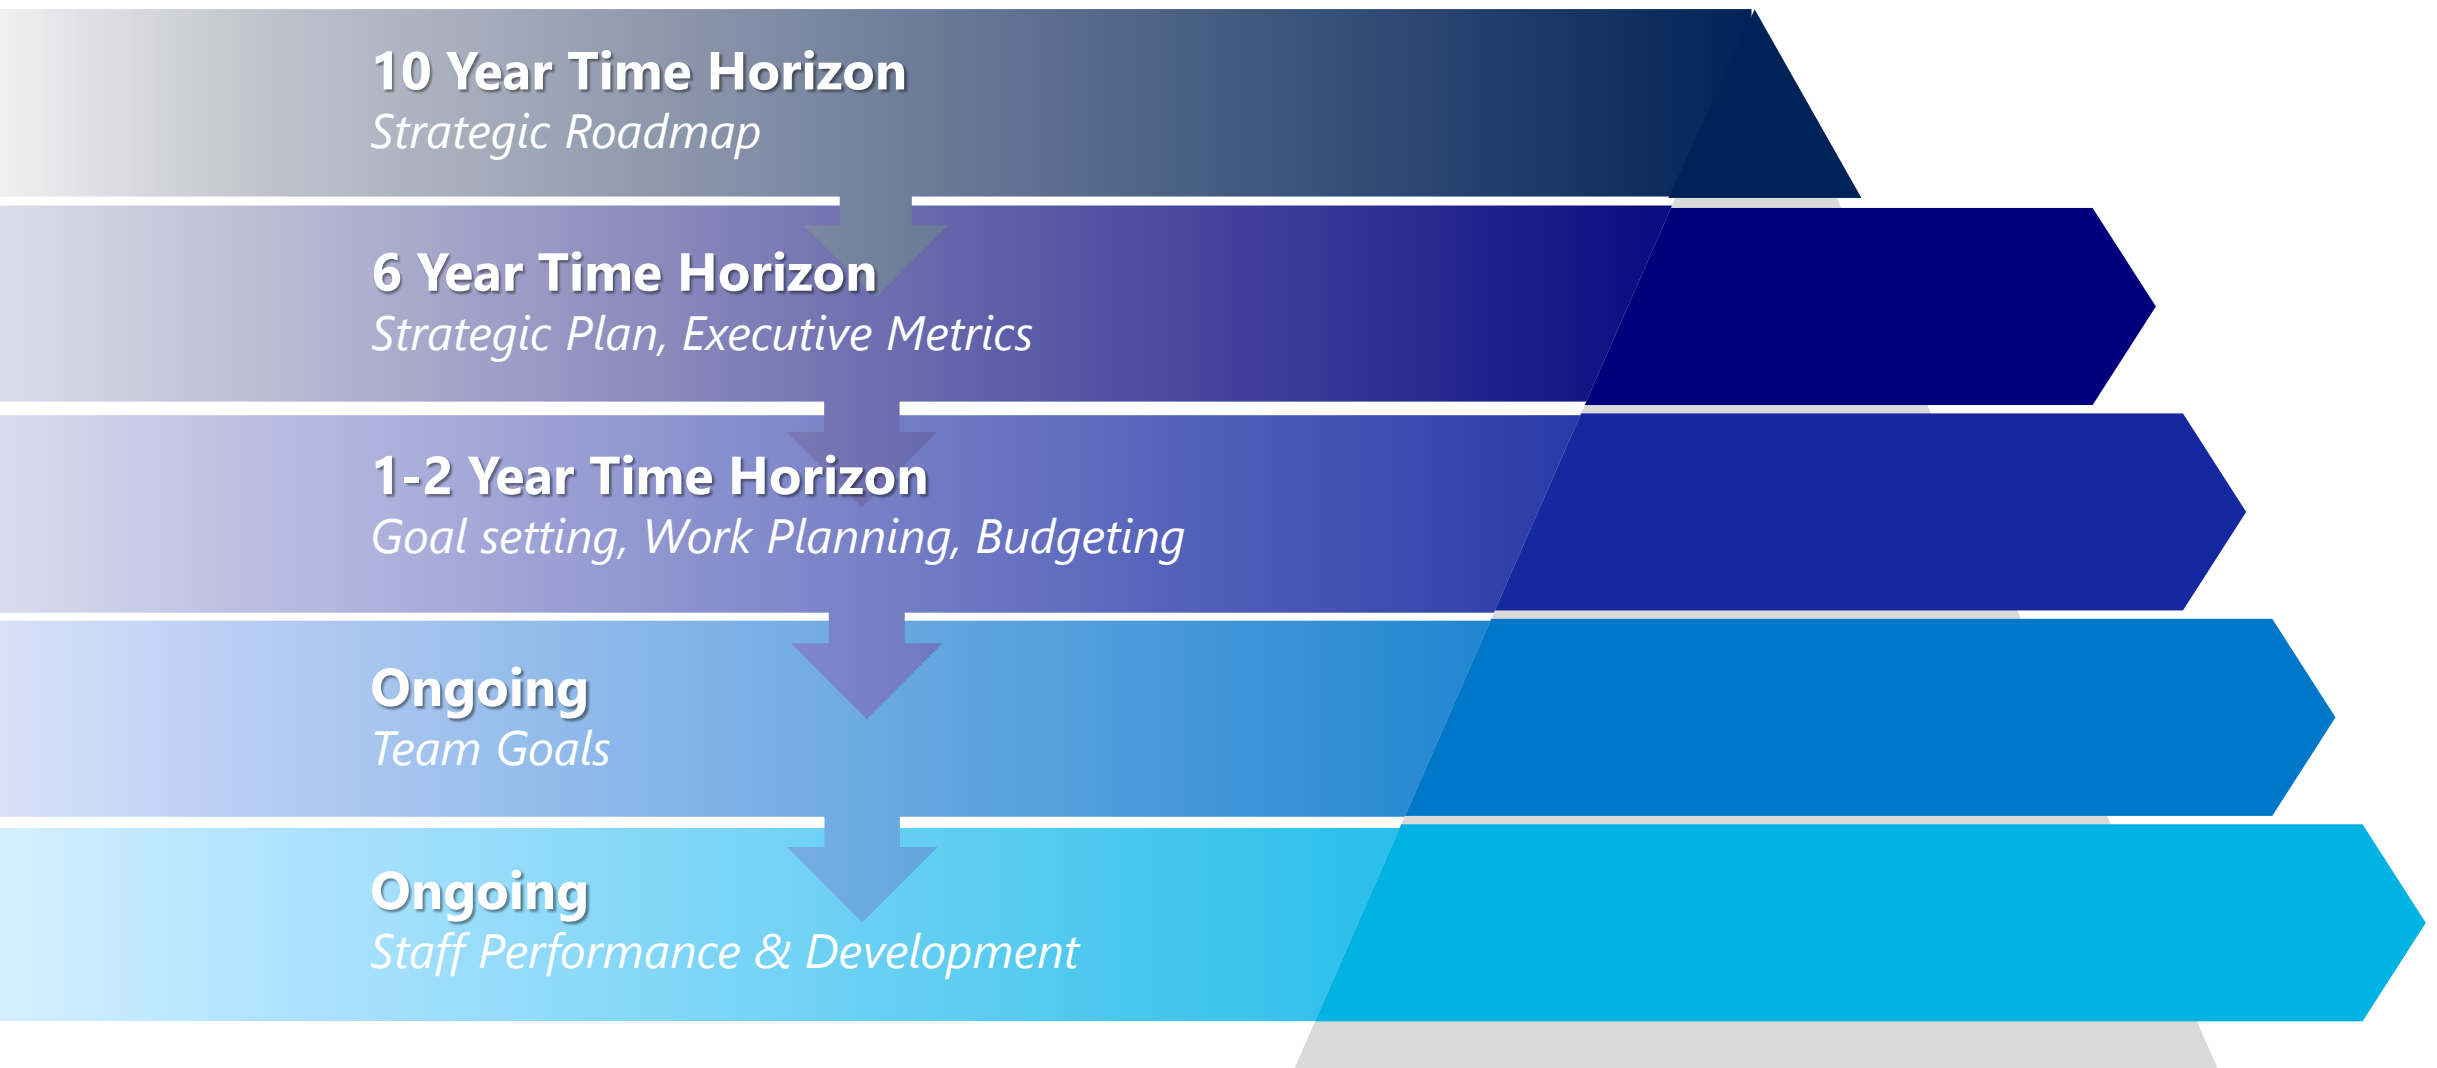 10 Year Time Horizon
Strategic Roadmap
6 Year Time Horizon
Strategic Plan, Executive Metrics
1-2 Year Time Horizon
Goal setting, Work Planning, Budgeting
Ongoing
Team Goals
Ongoing
Staff Performance & Development